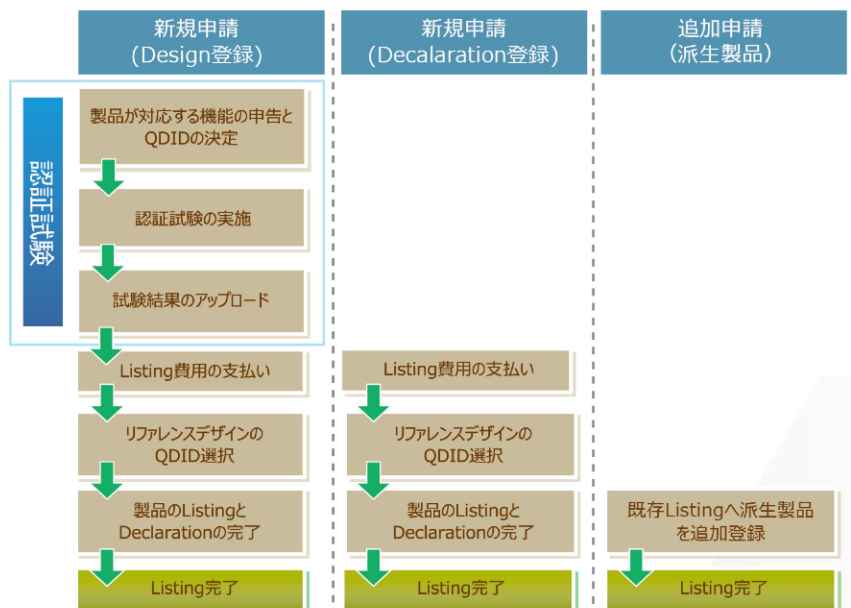 新規申請
(Design登録)
新規申請
(Decalaration登録)
追加申請
（派生製品）
認証試験
製品が対応する機能の申告と
QDIDの決定
認証試験の実施
試験結果のアップロード
Listing費用の支払い
リファレンスデザインの
QDID選択
製品のListingと
Declarationの完了
Listing完了
Listing費用の支払い
リファレンスデザインの
QDID選択
製品のListingと
Declarationの完了
Listing完了
既存Listingへ派生製品
を追加登録
Listing完了